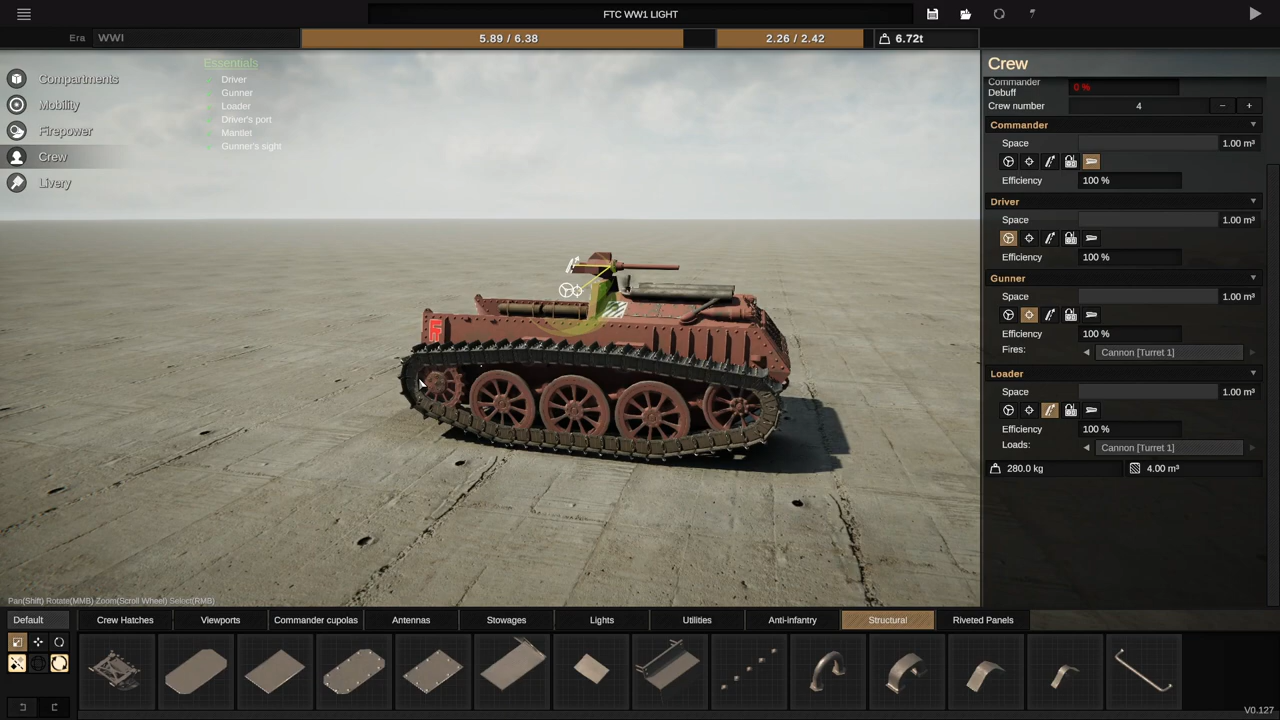 FTC WW1 LIGHT
Era WWI 5.89 / 6.38 2.26 / 2.42 6.72t
Essentials
Driver
Gunner
Loader
Driver's port
Mantlet
Gunner's sight
Compartments
Mobility
Firepower
Crew
Livery
Crew
Commander Debuff 0 %
Crew number 4 − +
Commander
Space 1.00 m³
Efficiency 100 %
Driver
Space 1.00 m³
Efficiency 100 %
Gunner
Space 1.00 m³
Efficiency 100 %
Fires: Cannon [Turret 1]
Loader
Space 1.00 m³
Efficiency 100 %
Loads: Cannon [Turret 1]
280.0 kg 4.00 m³
Pan(Shift) Rotate(MMB) Zoom(Scroll Wheel) Select(RMB)
Default Crew Hatches Viewports Commander cupolas Antennas Stowages Lights Utilities Anti-infantry Structural Riveted Panels
V0.127